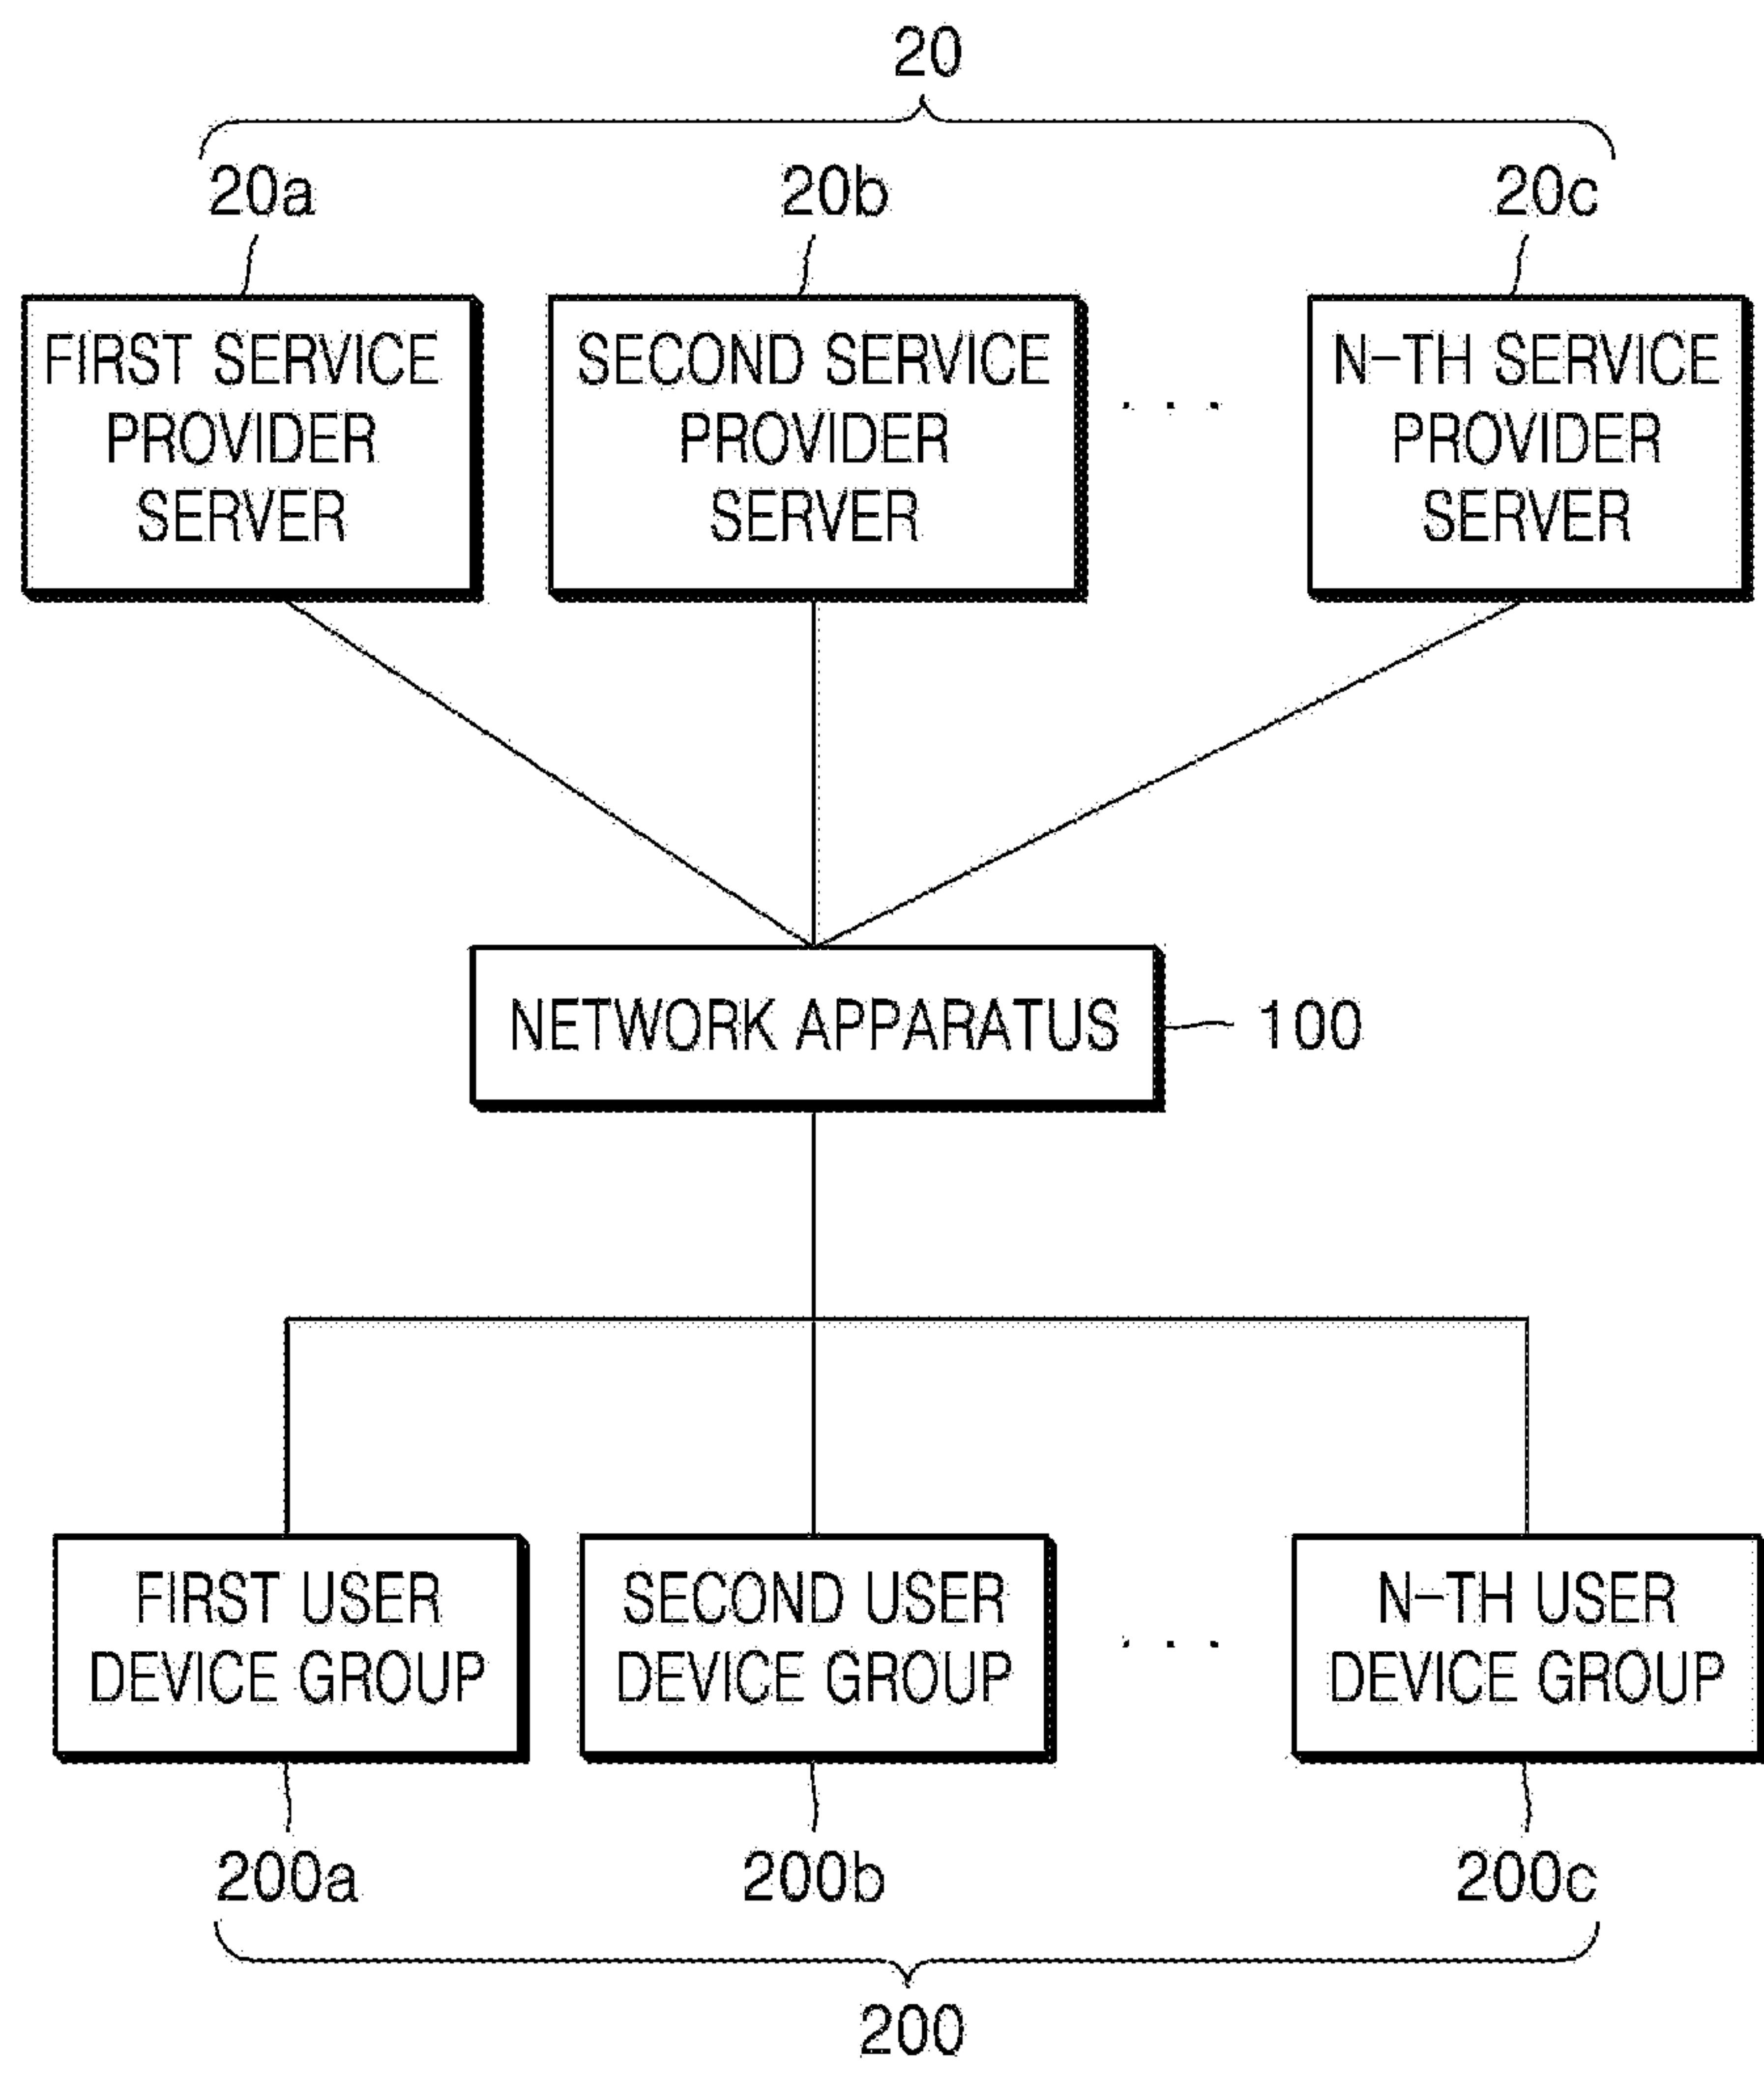 20
20a
20b
20c
FIRST SERVICE
PROVIDER
SERVER
SECOND SERVICE
PROVIDER
SERVER
. . .
N-TH SERVICE
PROVIDER
SERVER
NETWORK APPARATUS
100
FIRST USER
DEVICE GROUP
SECOND USER
DEVICE GROUP
. . .
N-TH USER
DEVICE GROUP
200a
200b
200c
200